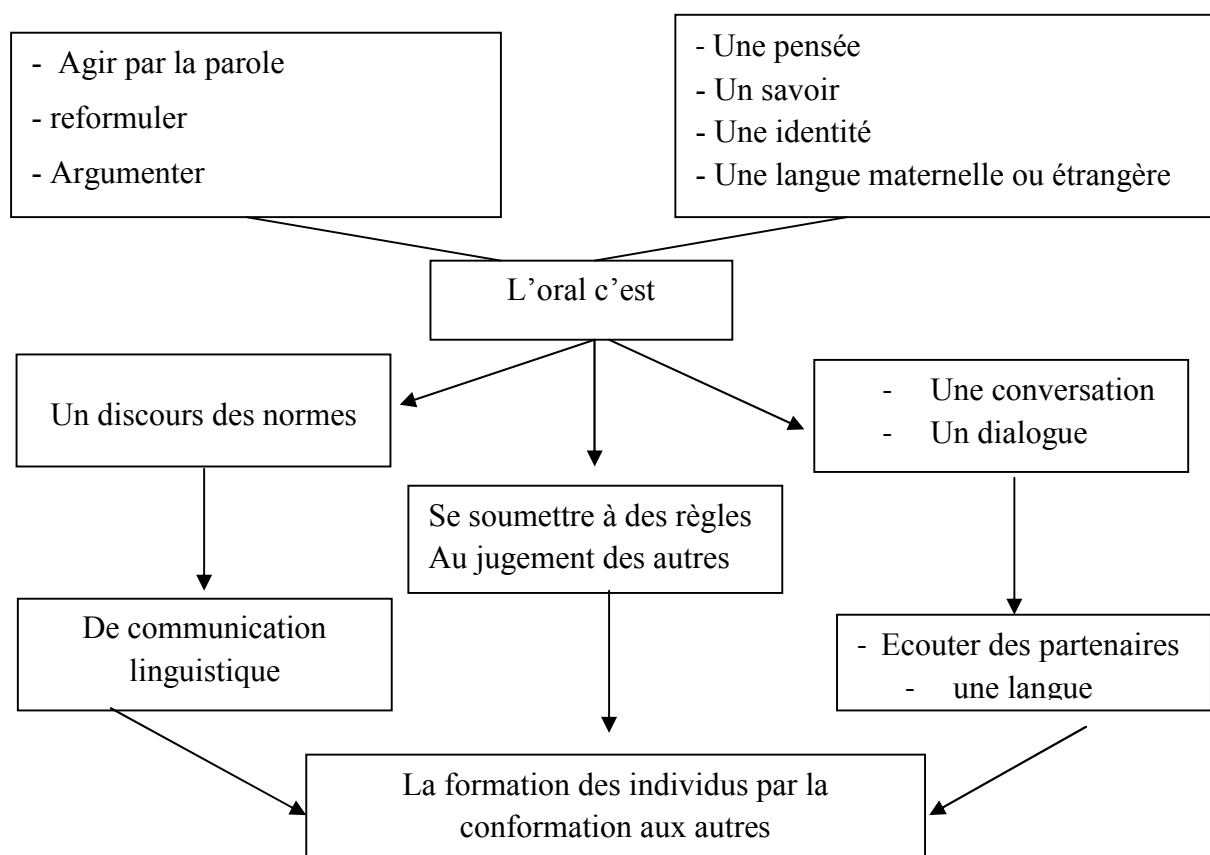 - Agir par la parole
- reformuler
- Argumenter
- Une pensée
- Un savoir
- Une identité
- Une langue maternelle ou étrangère
L’oral c’est
Un discours des normes
- Une conversation
- Un dialogue
Se soumettre à des règles
Au jugement des autres
De communication
linguistique
- Ecouter des partenaires
- une langue
La formation des individus par la
conformation aux autres